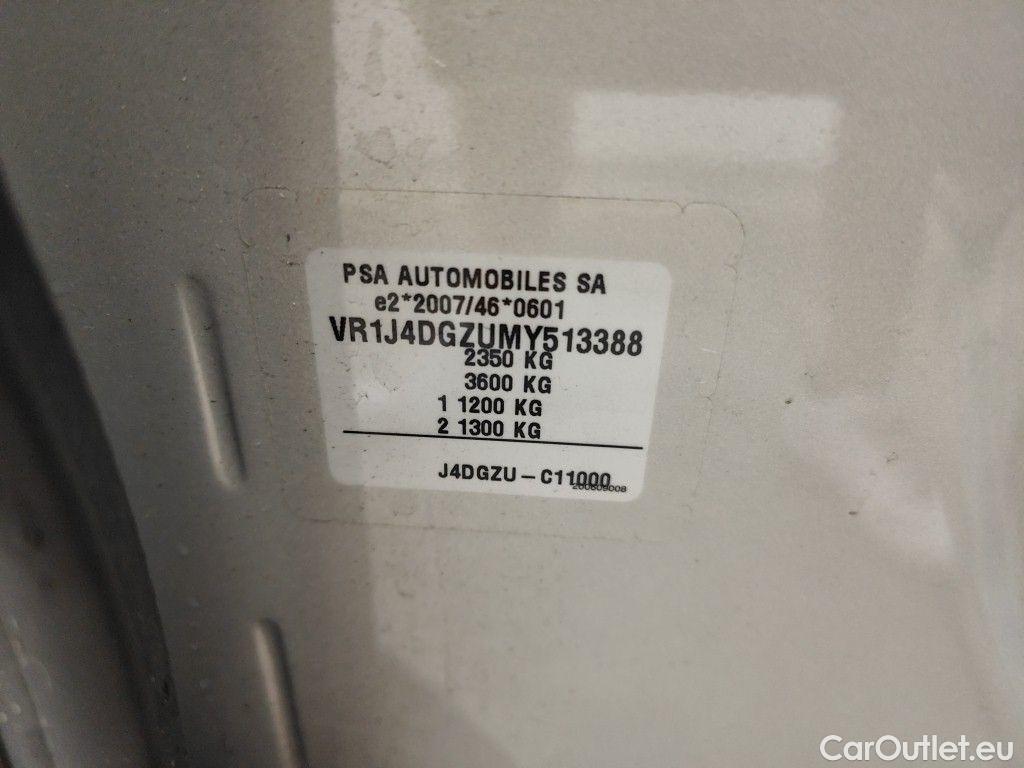 PSA AUTOMOBILES SA
e2*2007/46*0601
VR1J4DGZUMY513388
2350 KG
3600 KG
1 1200 KG
2 1300 KG
J4DGZU – C11000
CarOutlet.eu